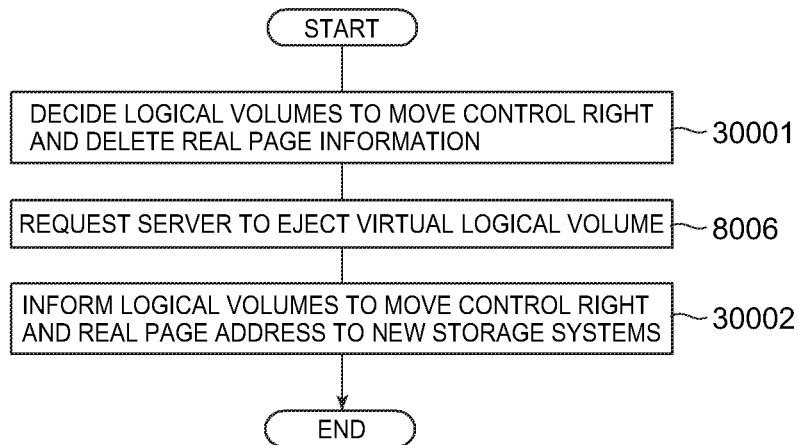 START
DECIDE LOGICAL VOLUMES TO MOVE CONTROL RIGHT
AND DELETE REAL PAGE INFORMATION
30001
REQUEST SERVER TO EJECT VIRTUAL LOGICAL VOLUME
8006
INFORM LOGICAL VOLUMES TO MOVE CONTROL RIGHT
AND REAL PAGE ADDRESS TO NEW STORAGE SYSTEMS
30002
END